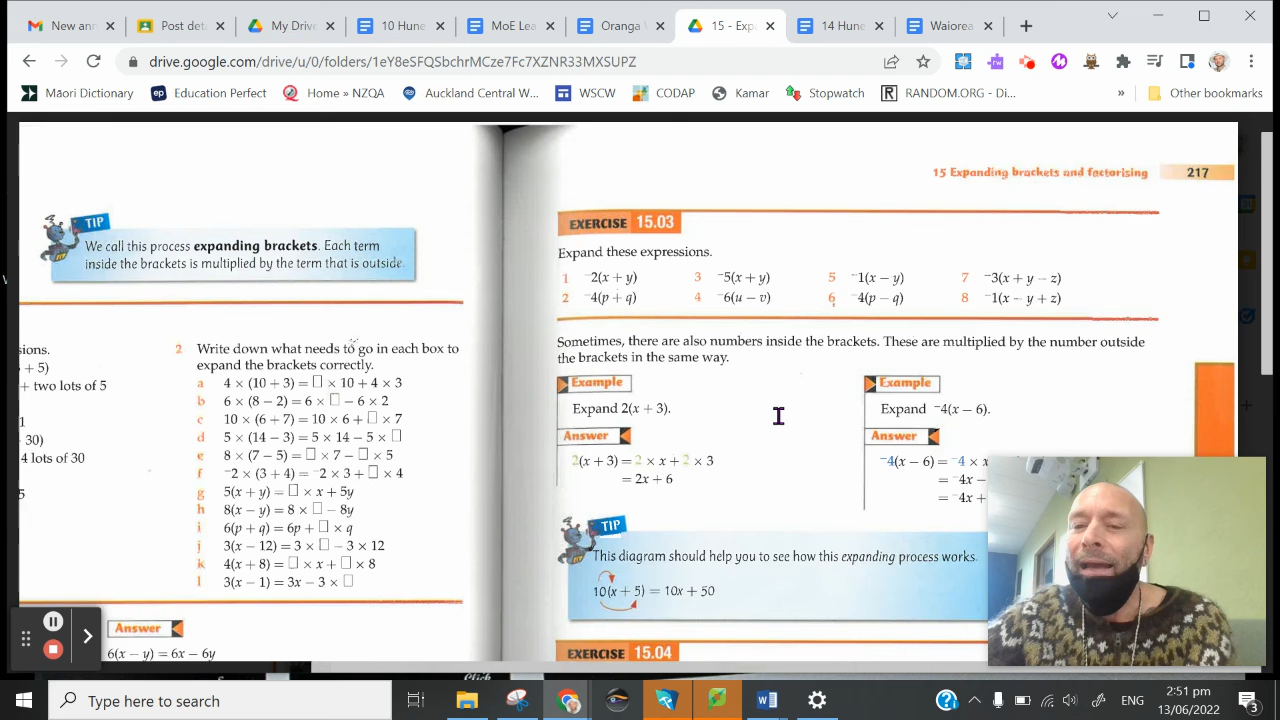 New ann
Post det
My Drive
10 Hune
MoE Lea
Oranga
15 - Exp
14 Hune
Waiorea
drive.google.com/drive/u/0/folders/1eY8eSFQSbchrMCze7Fc7XZNR33MXSUPZ
Māori Dictionary
Education Perfect
Home » NZQA
Auckland Central W...
WSCW
CODAP
Kamar
Stopwatch
RANDOM.ORG - Di...
»
Other bookmarks
TIP
We call this process expanding brackets. Each term
inside the brackets is multiplied by the term that is outside.
sions.
+ 5)
+ two lots of 5
30)
4 lots of 30
2 Write down what needs to go in each box to
expand the brackets correctly.
a 4 × (10 + 3) = □ × 10 + 4 × 3
b 6 × (8 − 2) = 6 × □ − 6 × 2
c 10 × (6 + 7) = 10 × 6 + □ × 7
d 5 × (14 − 3) = 5 × 14 − 5 × □
e 8 × (7 − 5) = □ × 7 − □ × 5
f ⁻2 × (3 + 4) = ⁻2 × 3 + □ × 4
g 5(x + y) = □ × x + 5y
h 8(x − y) = 8 × □ − 8y
i 6(p + q) = 6p + □ × q
j 3(x − 12) = 3 × □ − 3 × 12
k 4(x + 8) = □ × x + □ × 8
l 3(x − 1) = 3x − 3 × □
Answer
6(x − y) = 6x − 6y
15 Expanding brackets and factorising 217
EXERCISE 15.03
Expand these expressions.
1 ⁻2(x + y) 3 ⁻5(x + y) 5 ⁻1(x − y) 7 ⁻3(x + y − z)
2 ⁻4(p + q) 4 ⁻6(u − v) 6 ⁻4(p − q) 8 ⁻1(x − y + z)
Sometimes, there are also numbers inside the brackets. These are multiplied by the number outside
the brackets in the same way.
Example
Expand 2(x + 3).
Answer
2(x + 3) = 2 × x + 2 × 3
= 2x + 6
Example
Expand ⁻4(x − 6).
Answer
⁻4(x − 6) = ⁻4 × x
= ⁻4x −
= ⁻4x +
TIP
This diagram should help you to see how this expanding process works.
10(x + 5) = 10x + 50
EXERCISE 15.04
Click
Type here to search
ENG
2:51 pm
13/06/2022
3